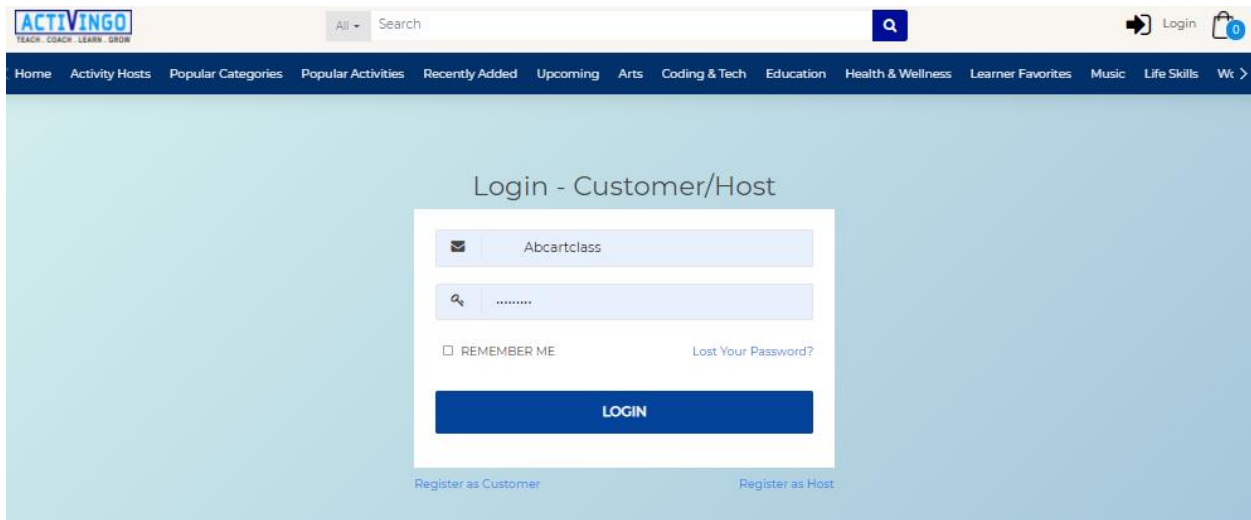 ACTIVINGO
TEACH . COACH . LEARN . GROW
All Search
Login 0
Home Activity Hosts Popular Categories Popular Activities Recently Added Upcoming Arts Coding & Tech Education Health & Wellness Learner Favorites Music Life Skills
Login - Customer/Host
Abcartclass
.........
REMEMBER ME Lost Your Password?
LOGIN
Register as Customer Register as Host